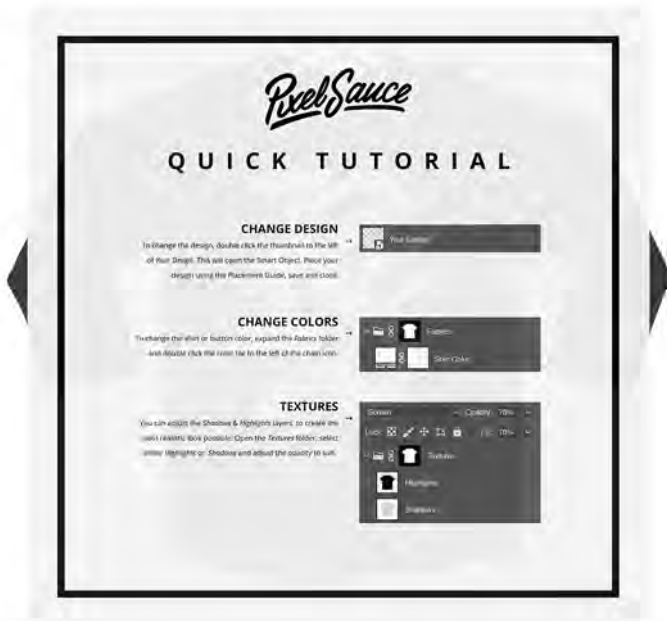 PixelSauce
QUICK TUTORIAL
CHANGE DESIGN
To change the design, double click the thumbnail to the left
of Your Design. This will open the Smart Object. Place your
design using the Placement Guide, save and close.
Your Design
CHANGE COLORS
To change the shirt or button color, expand the Fabrics folder
and double click the color tile to the left of the chain icon.
Fabrics
Shirt Color
TEXTURES
You can adjust the Shadows & Highlights layers, to create the
most realistic look possible. Open the Textures folder, select
either Highlights or Shadows and adjust the opacity to suit.
Screen Opacity: 70%
Lock: Fill: 70%
Textures
Highlights
Shadows